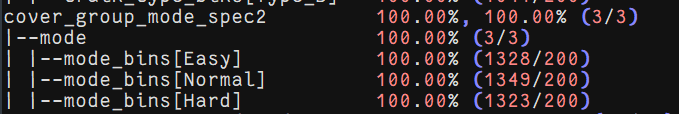 cover_group_mode_spec2 100.00%, 100.00% (3/3)
|--mode 100.00% (3/3)
| |--mode_bins[Easy] 100.00% (1328/200)
| |--mode_bins[Normal] 100.00% (1349/200)
| |--mode_bins[Hard] 100.00% (1323/200)